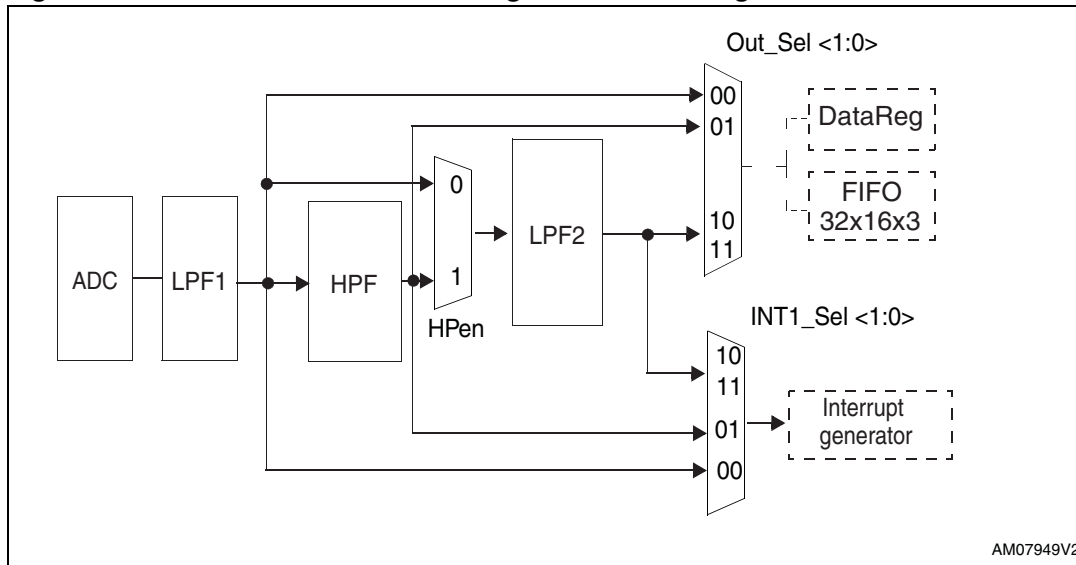 Out_Sel <1:0>
00
01
10
11
DataReg
FIFO
32x16x3
ADC
LPF1
HPF
0
1
HPen
LPF2
INT1_Sel <1:0>
10
11
01
00
Interrupt
generator
AM07949V2